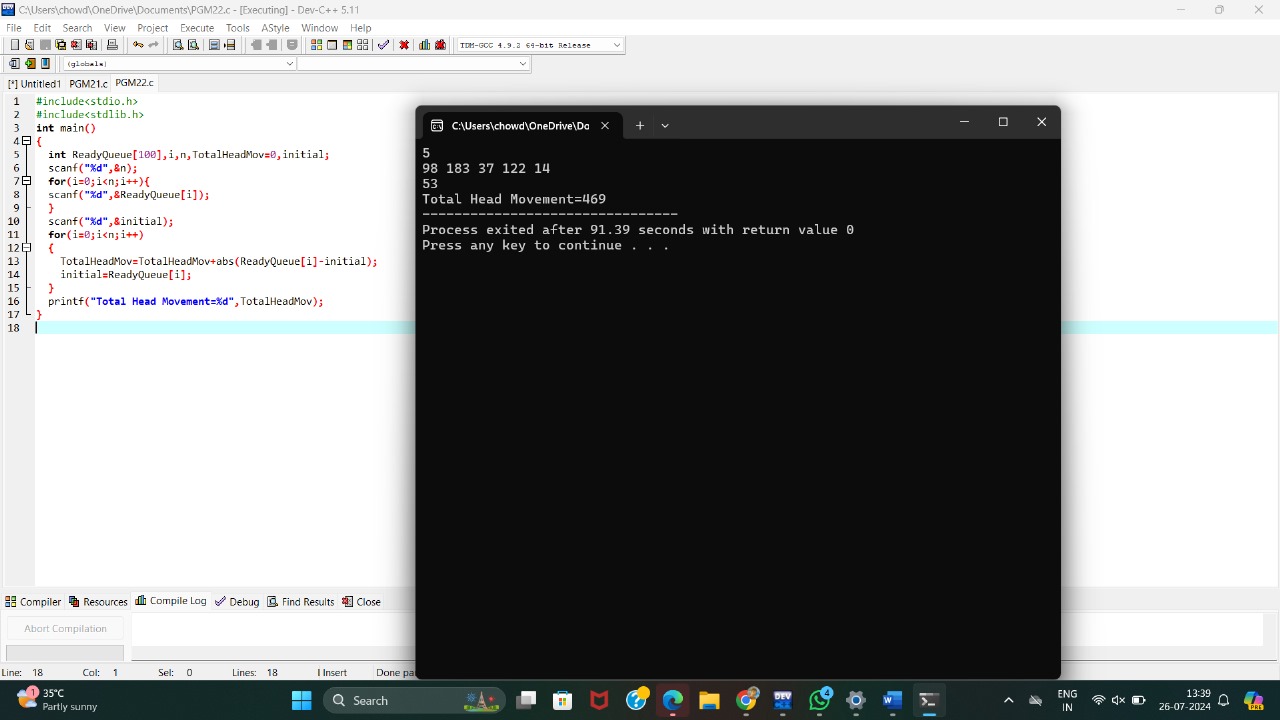 C:\Users\chowd\OneDrive\Documents\PGM22.c - [Executing] - Dev-C++ 5.11
File Edit Search View Project Execute Tools AStyle Window Help
TDM-GCC 4.9.2 64-bit Release
(globals)
[*] Untitled1 PGM21.c PGM22.c
1 #include<stdio.h>
2 #include<stdlib.h>
3 int main()
4 {
5 int ReadyQueue[100],i,n,TotalHeadMov=0,initial;
6 scanf("%d",&n);
7 for(i=0;i<n;i++){
8 scanf("%d",&ReadyQueue[i]);
9 }
10 scanf("%d",&initial);
11 for(i=0;i<n;i++)
12 {
13 TotalHeadMov=TotalHeadMov+abs(ReadyQueue[i]-initial);
14 initial=ReadyQueue[i];
15 }
16 printf("Total Head Movement=%d",TotalHeadMov);
17 }
18
C:\Users\chowd\OneDrive\Do
5
98 183 37 122 14
53
Total Head Movement=469
--------------------------------
Process exited after 91.39 seconds with return value 0
Press any key to continue . . .
Compiler Resources Compile Log Debug Find Results Close
Abort Compilation
Line: 18 Col: 1 Sel: 0 Lines: 18 Insert Done pa
1
35°C
Partly sunny
Search
DEV
4
ENG
IN
13:39
26-07-2024
PRE